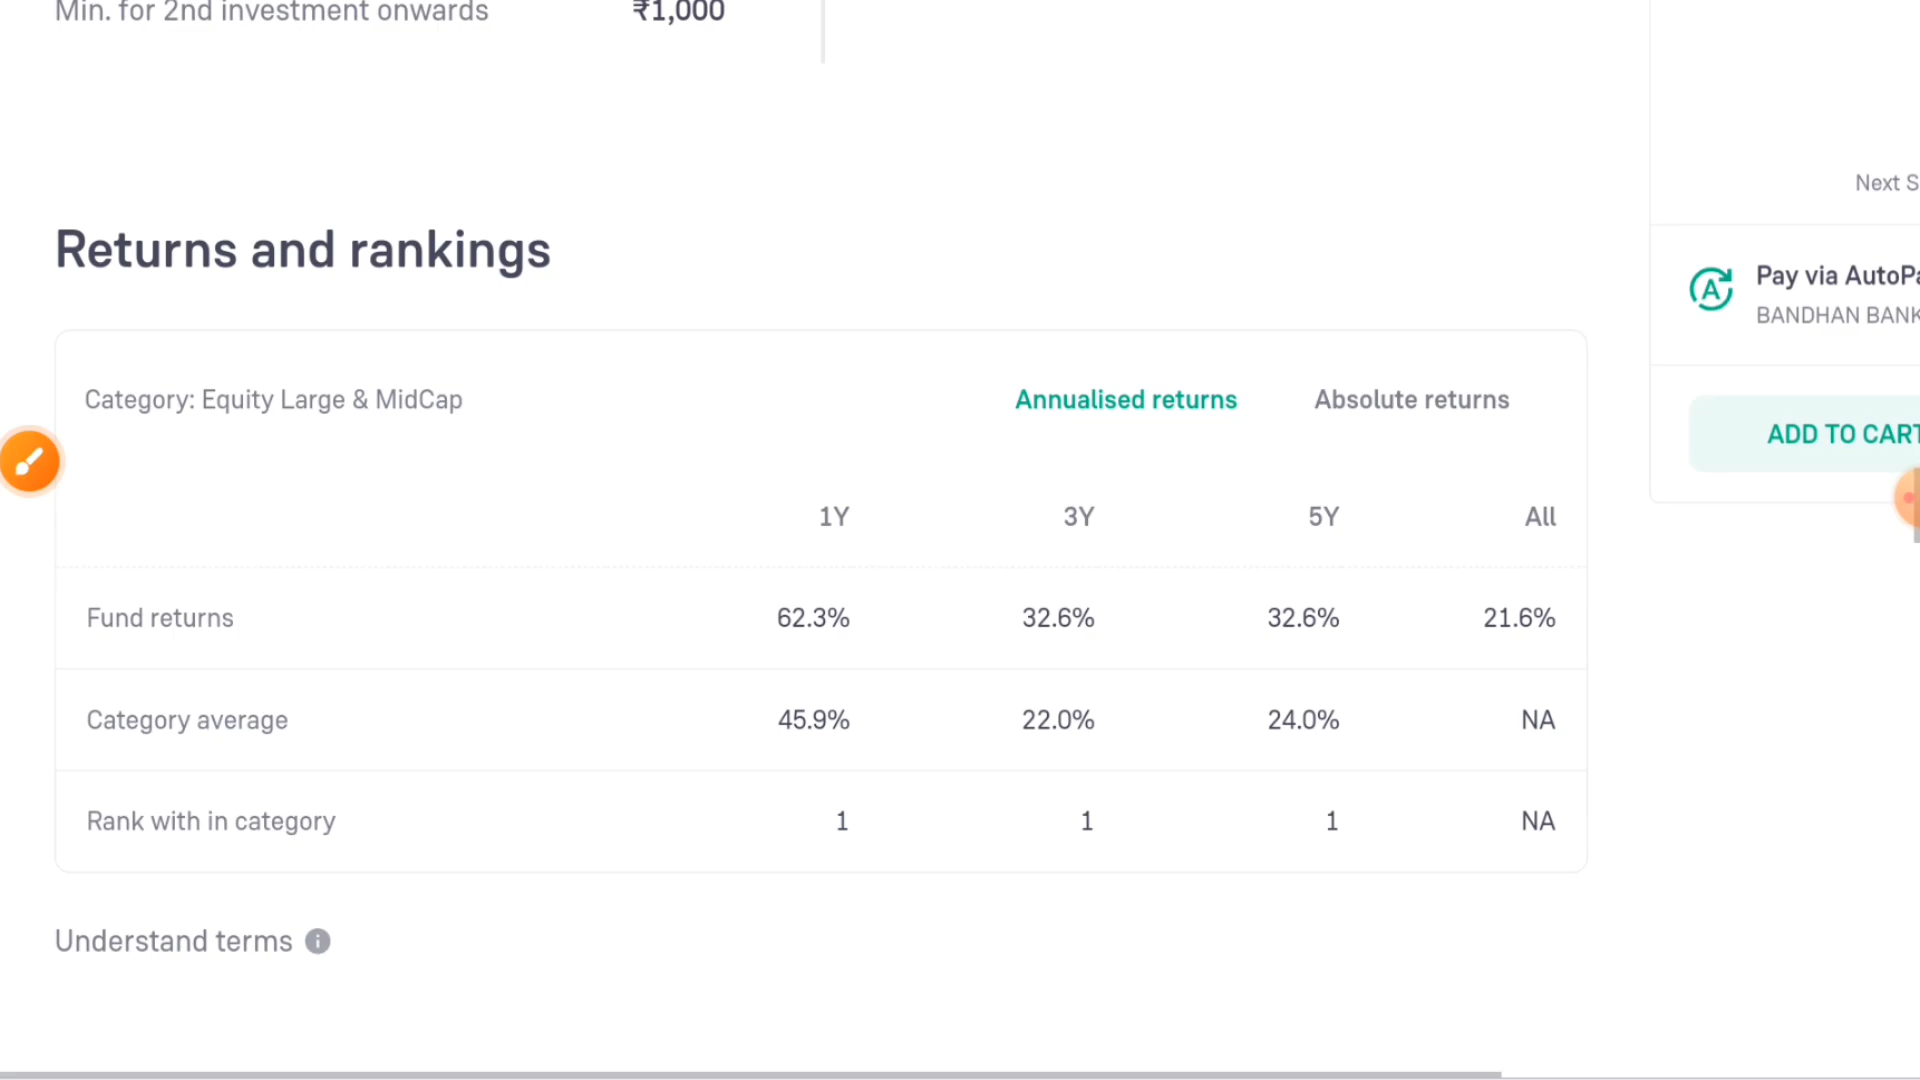 Min. for 2nd investment onwards ₹1,000
Next S
Returns and rankings
Pay via AutoPa
BANDHAN BANK
Category: Equity Large & MidCap Annualised returns Absolute returns
ADD TO CART
1Y 3Y 5Y All
Fund returns 62.3% 32.6% 32.6% 21.6%
Category average 45.9% 22.0% 24.0% NA
Rank with in category 1 1 1 NA
Understand terms